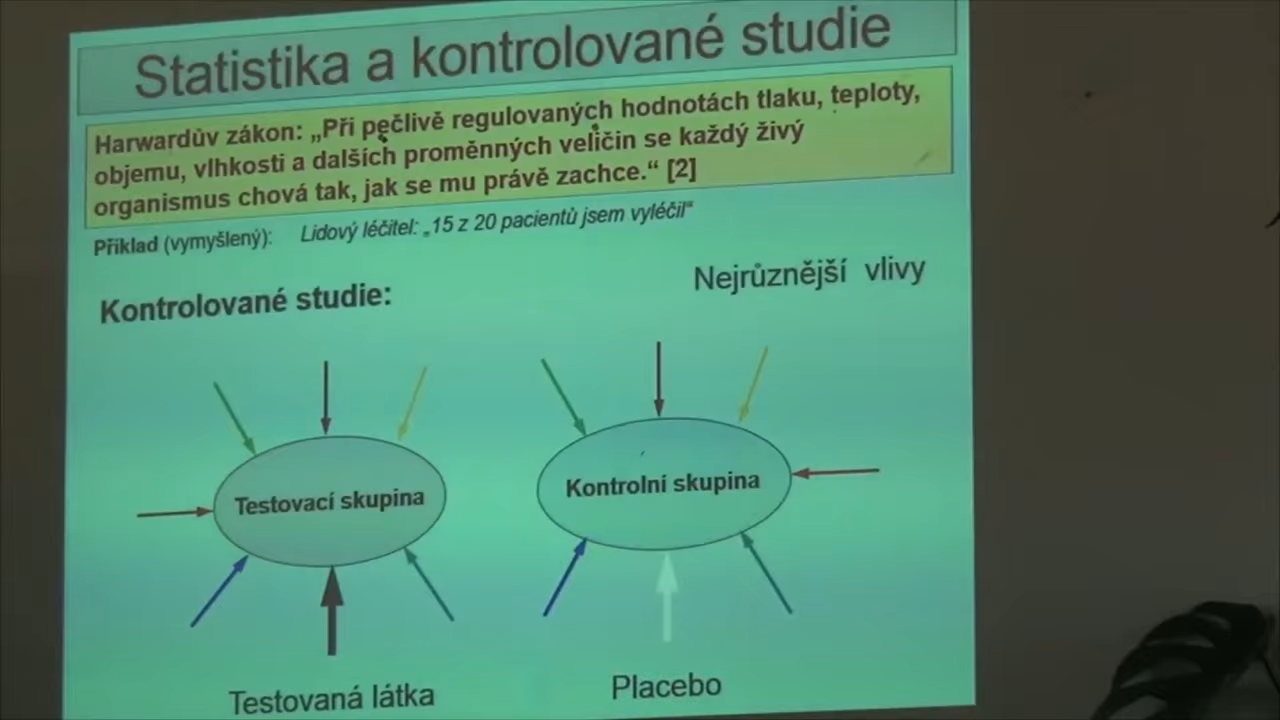 Statistika a kontrolované studie
Harwardův zákon: „Při pečlivě regulovaných hodnotách tlaku, teploty,
objemu, vlhkosti a dalších proměnných veličin se každý živý
organismus chová tak, jak se mu právě zachce.“ [2]
Příklad (vymyšlený): Lidový léčitel: „15 z 20 pacientů jsem vyléčil“
Kontrolované studie:
Nejrůznější vlivy
Testovací skupina
Kontrolní skupina
Testovaná látka
Placebo